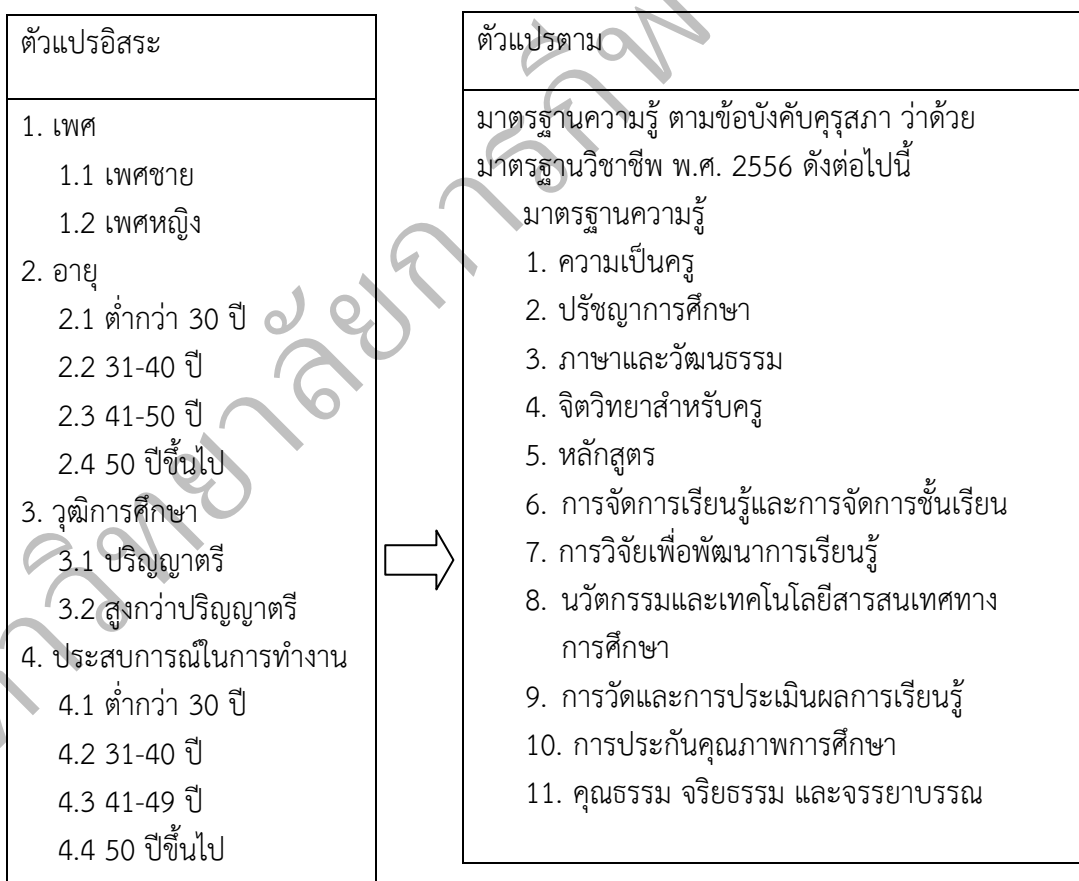 ตัวแปรอิสระ
1. เพศ
1.1 เพศชาย
1.2 เพศหญิง
2. อายุ
2.1 ต่ำกว่า 30 ปี
2.2 31-40 ปี
2.3 41-50 ปี
2.4 50 ปีขึ้นไป
3. วุฒิการศึกษา
3.1 ปริญญาตรี
3.2 สูงกว่าปริญญาตรี
4. ประสบการณ์ในการทำงาน
4.1 ต่ำกว่า 30 ปี
4.2 31-40 ปี
4.3 41-49 ปี
4.4 50 ปีขึ้นไป
ตัวแปรตาม
มาตรฐานความรู้ ตามข้อบังคับคุรุสภา ว่าด้วย
มาตรฐานวิชาชีพ พ.ศ. 2556 ดังต่อไปนี้
มาตรฐานความรู้
1. ความเป็นครู
2. ปรัชญาการศึกษา
3. ภาษาและวัฒนธรรม
4. จิตวิทยาสำหรับครู
5. หลักสูตร
6. การจัดการเรียนรู้และการจัดการชั้นเรียน
7. การวิจัยเพื่อพัฒนาการเรียนรู้
8. นวัตกรรมและเทคโนโลยีสารสนเทศทาง
การศึกษา
9. การวัดและการประเมินผลการเรียนรู้
10. การประกันคุณภาพการศึกษา
11. คุณธรรม จริยธรรม และจรรยาบรรณ